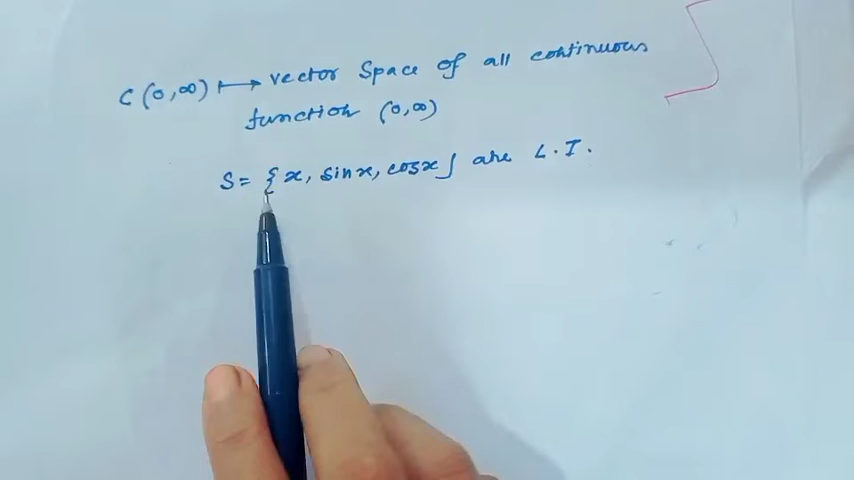 C(0,∞) ↦ vector Space of all continuous
function (0,∞)
S = {x, sinx, cosx} are L.I.